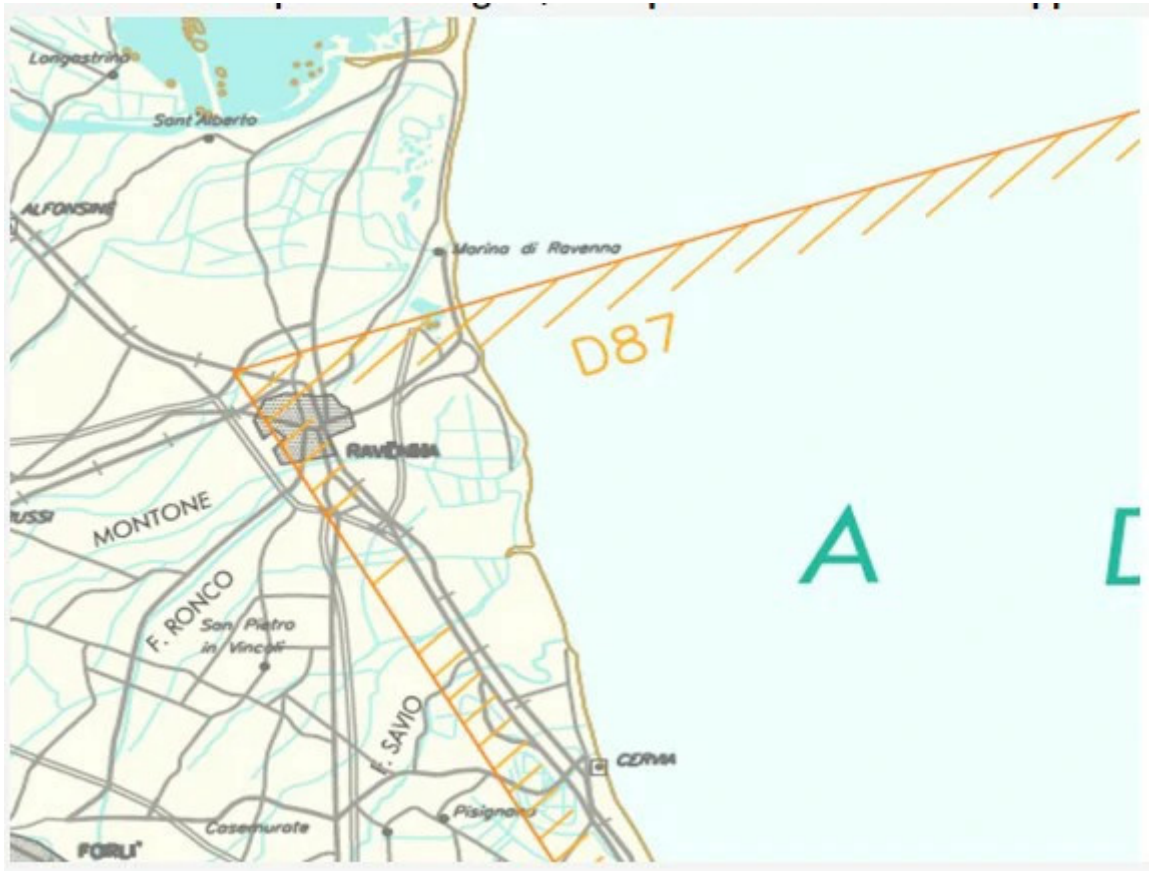 Longastrino
Sant'Alberto
ALFONSINE
Marina di Ravenna
D87
RAVENNA
MONTONE
A D
F. RONCO
San Pietro
in Vincoli
F. SAVIO
CERVIA
Pisignano
Casemurate
FORLI'